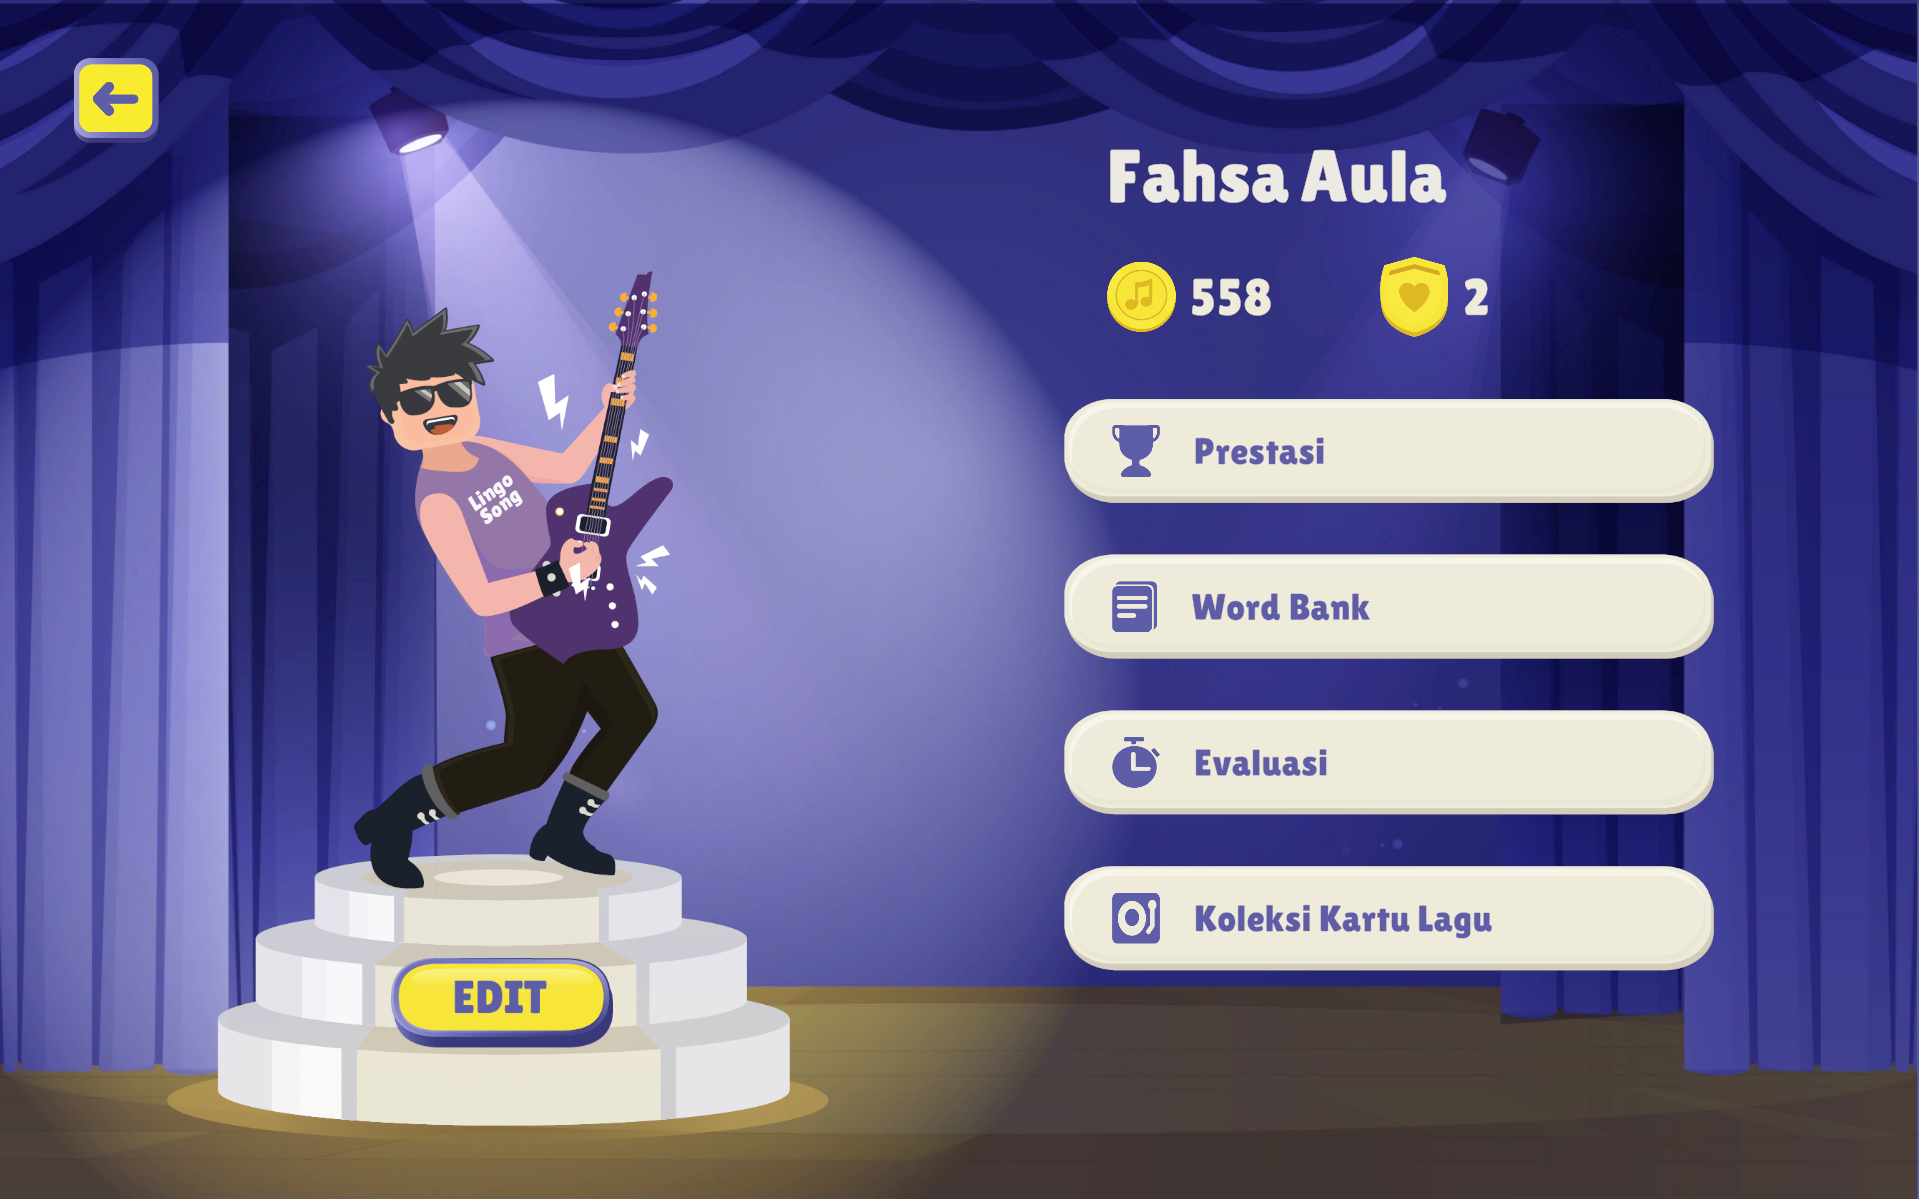 Fahsa Aula
558
2
Lingo
Song
Prestasi
Word Bank
Evaluasi
Koleksi Kartu Lagu
EDIT